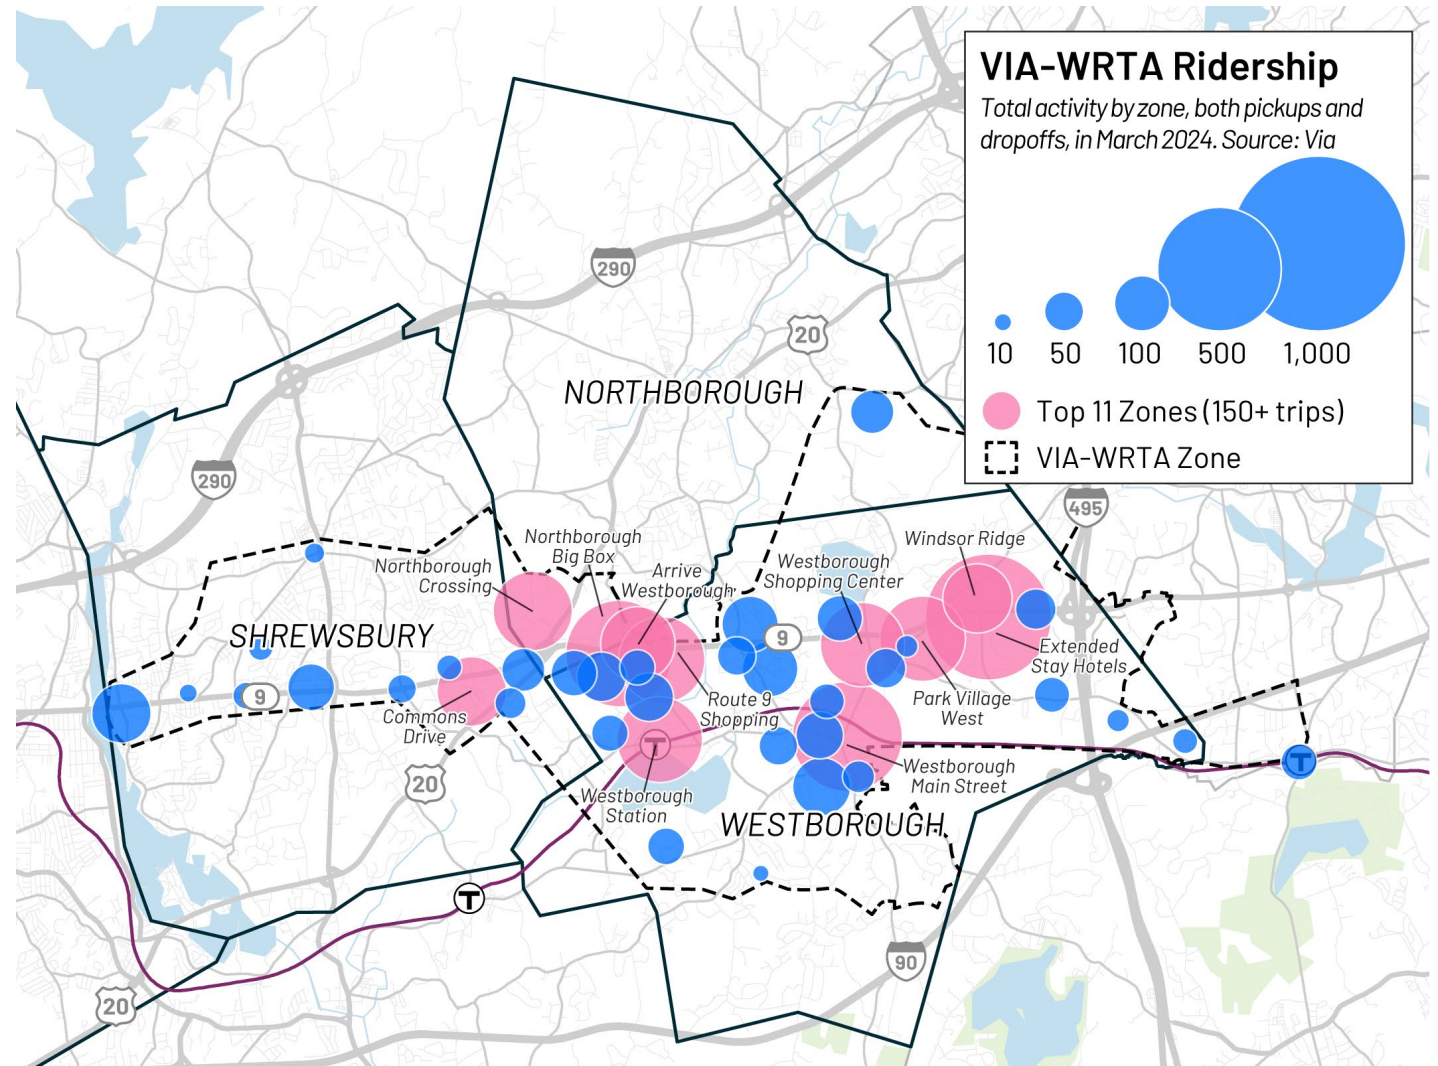 VIA-WRTA Ridership
Total activity by zone, both pickups and
dropoffs, in March 2024. Source: Via
10
50
100
500
1,000
Top 11 Zones (150+ trips)
VIA-WRTA Zone
290
20
NORTHBOROUGH
290
495
Northborough
Big Box
Windsor Ridge
Northborough
Crossing
Arrive
Westborough
Westborough
Shopping Center
SHREWSBURY
9
9
Extended
Stay Hotels
Route 9
Shopping
Park Village
West
Commons
Drive
T
T
20
Westborough
Station
Westborough
Main Street
WESTBOROUGH
T
90
20